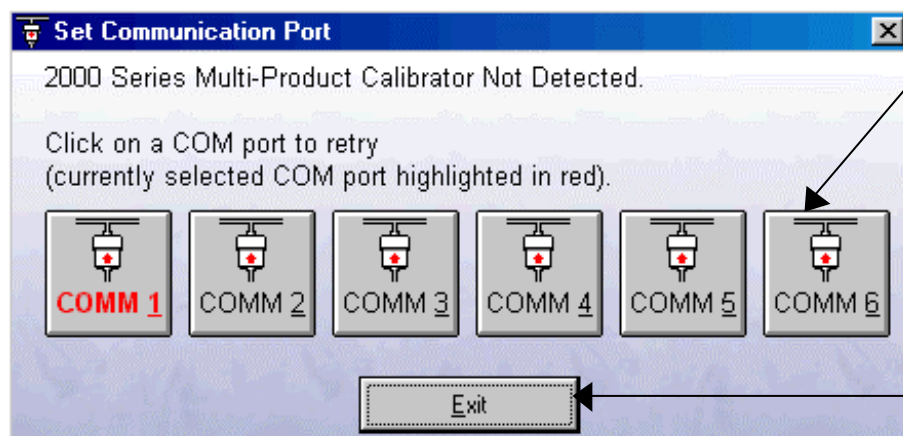 Set Communication Port
2000 Series Multi-Product Calibrator Not Detected.
Click on a COM port to retry
(currently selected COM port highlighted in red).
COMM 1 COMM 2 COMM 3 COMM 4 COMM 5 COMM 6
Exit